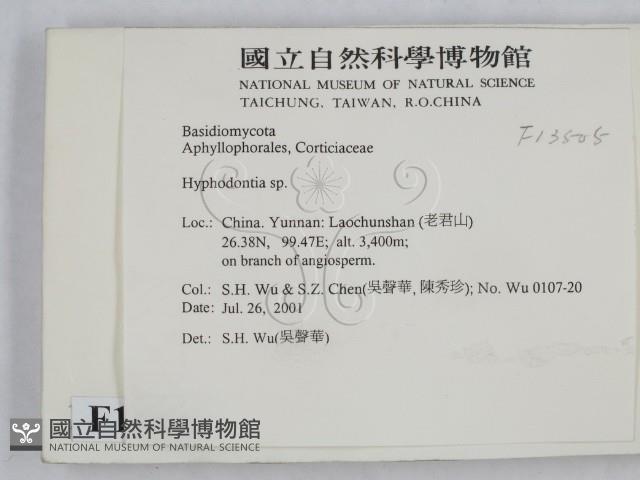 國立自然科學博物館
NATIONAL MUSEUM OF NATURAL SCIENCE
TAICHUNG, TAIWAN, R.O.CHINA
Basidiomycota
F13505
Aphyllophorales, Corticiaceae
Hyphodontia sp.
Loc.: China. Yunnan: Laochunshan (老君山)
26.38N, 99.47E; alt. 3,400m;
on branch of angiosperm.
Col.: S.H. Wu & S.Z. Chen(吳聲華, 陳秀珍); No. Wu 0107-20
Date: Jul. 26, 2001
Det.: S.H. Wu(吳聲華)
國立自然科學博物館
NATIONAL MUSEUM OF NATURAL SCIENCE